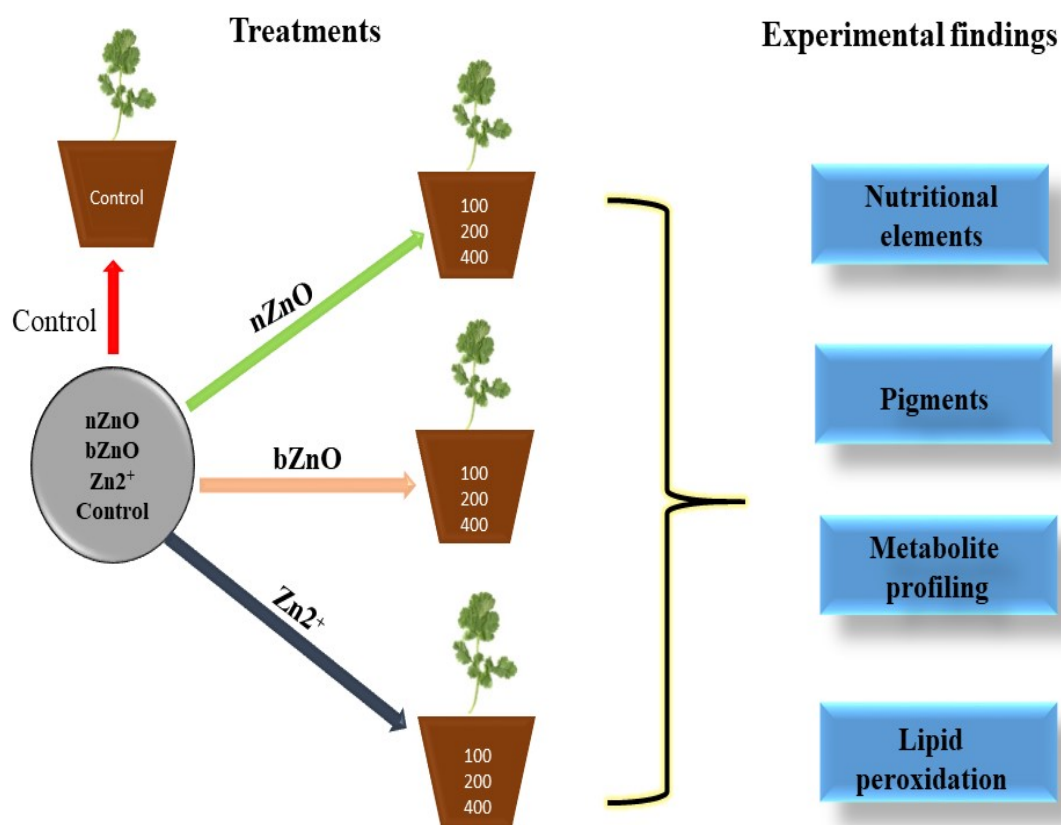 Treatments
Experimental findings
Control
Control
nZnO
bZnO
Zn2⁺
Control
nZnO
100
200
400
bZnO
100
200
400
Zn2⁺
100
200
400
Nutritional
elements
Pigments
Metabolite
profiling
Lipid
peroxidation